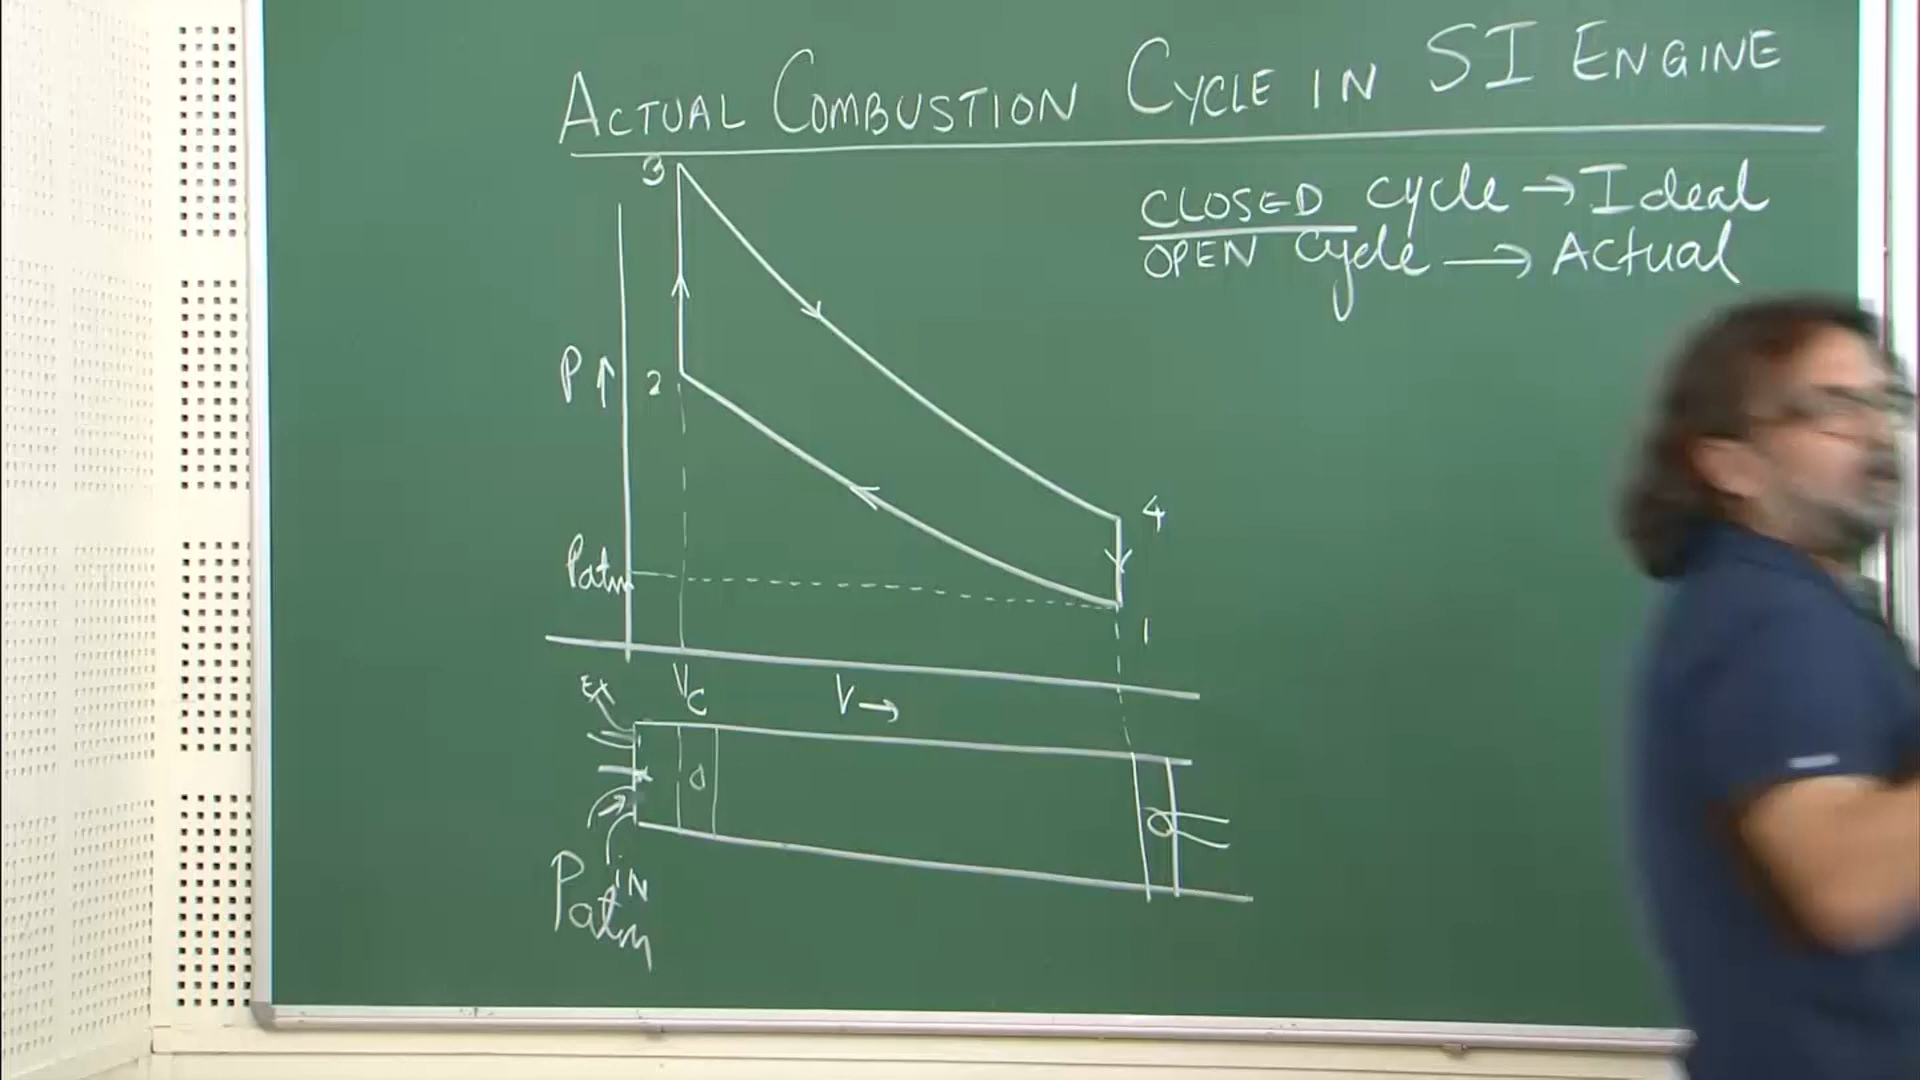 ACTUAL COMBUSTION CYCLE IN SI ENGINE
CLOSED cycle → Ideal
OPEN Cycle → Actual
3
P ↑
2
4
Patm
1
VC
V →
Ex
IN
Patm